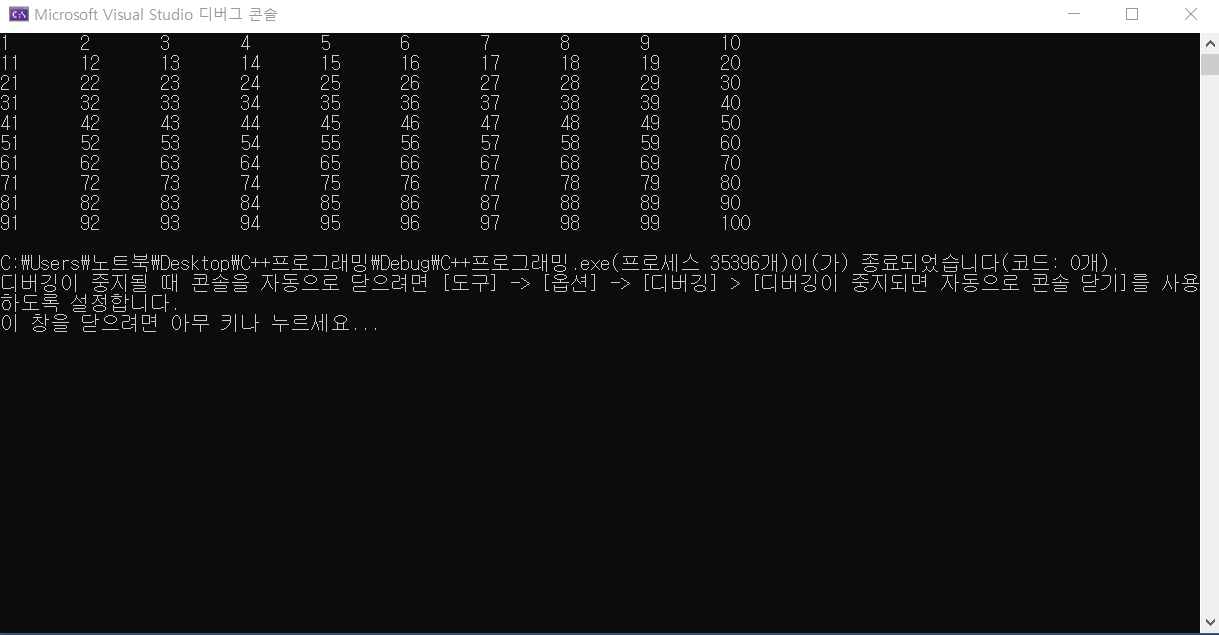 Microsoft Visual Studio 디버그 콘솔
1 2 3 4 5 6 7 8 9 10
11 12 13 14 15 16 17 18 19 20
21 22 23 24 25 26 27 28 29 30
31 32 33 34 35 36 37 38 39 40
41 42 43 44 45 46 47 48 49 50
51 52 53 54 55 56 57 58 59 60
61 62 63 64 65 66 67 68 69 70
71 72 73 74 75 76 77 78 79 80
81 82 83 84 85 86 87 88 89 90
91 92 93 94 95 96 97 98 99 100
C:₩Users₩노트북₩Desktop₩C++프로그래밍₩Debug₩C++프로그래밍.exe(프로세스 35396개)이(가) 종료되었습니다(코드: 0개).
디버깅이 중지될 때 콘솔을 자동으로 닫으려면 [도구] -> [옵션] -> [디버깅] > [디버깅이 중지되면 자동으로 콘솔 닫기]를 사용
하도록 설정합니다.
이 창을 닫으려면 아무 키나 누르세요...